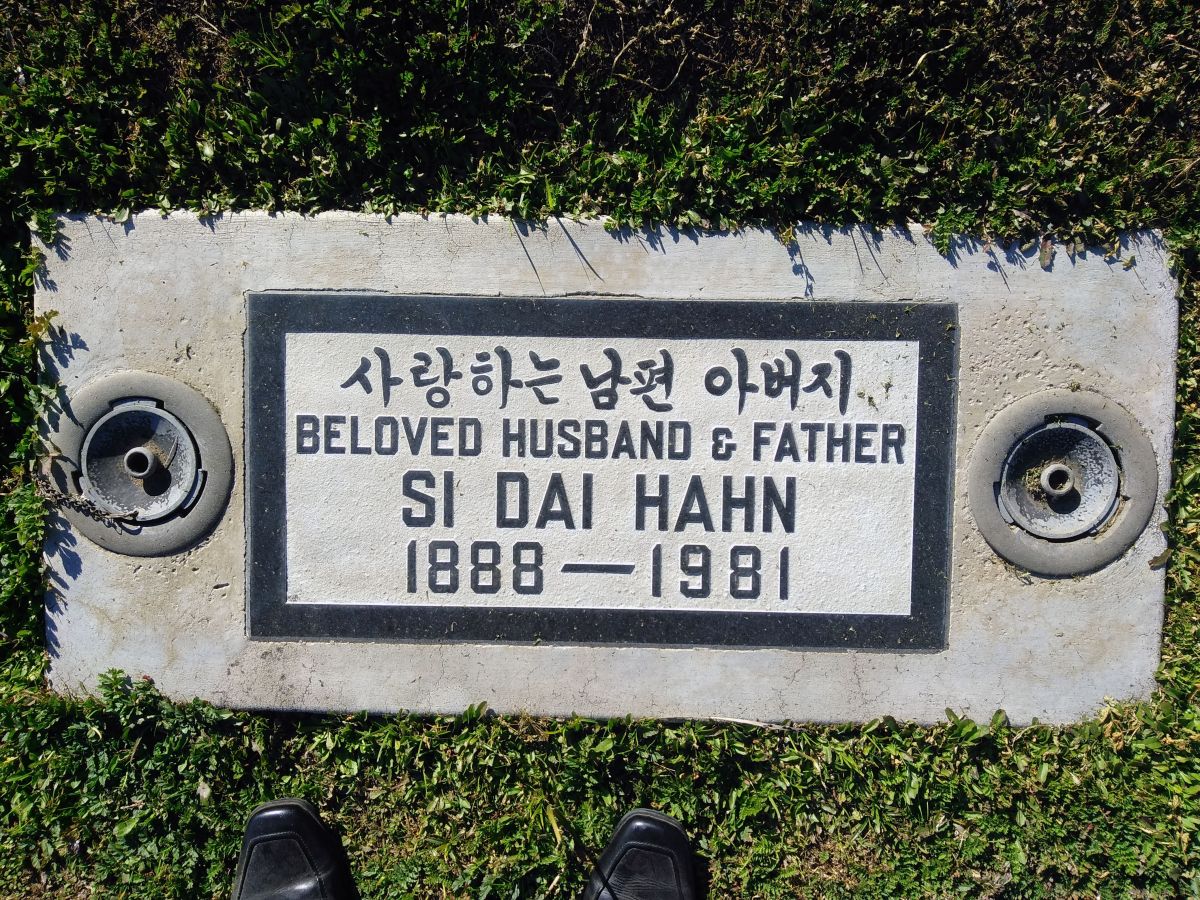 사랑하는 남편 아버지
BELOVED HUSBAND & FATHER
SI DAI HAHN
1888 — 1981